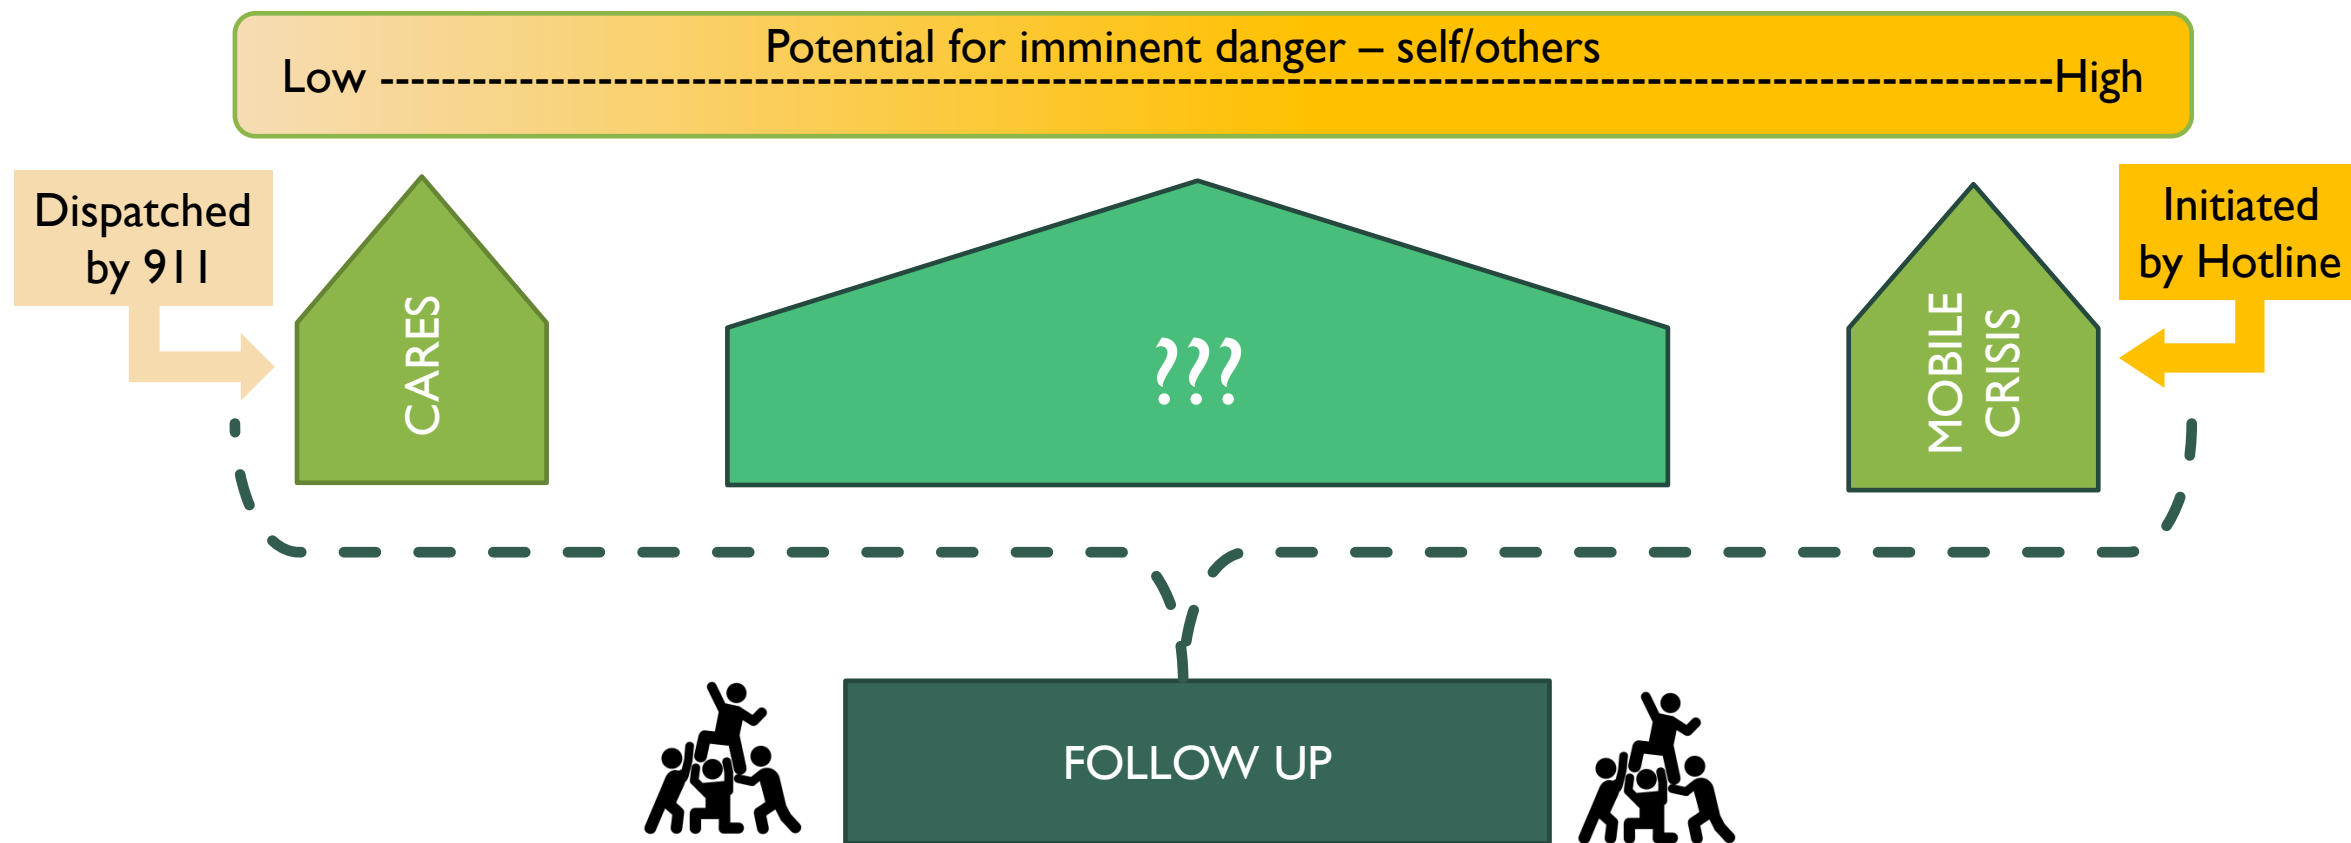 Potential for imminent danger – self/others
Low --------------------------------------------------------------------------------------------------------------High
Dispatched
by 911
CARES
???
MOBILE
CRISIS
Initiated
by Hotline
FOLLOW UP